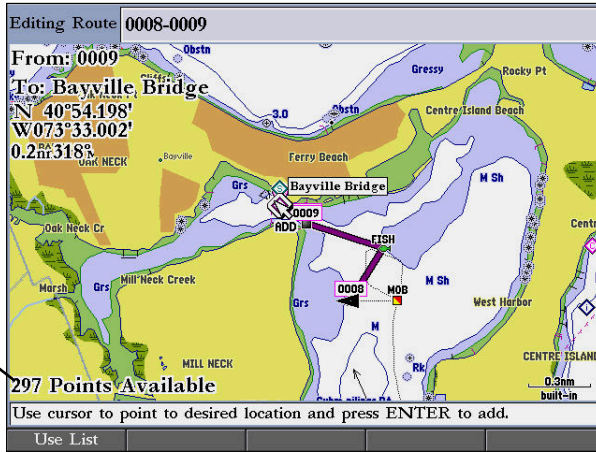 Editing Route 0008-0009
Obstn
Gressy
Rocky Pt
From: 0009
To: Bayville Bridge
N 40°54.198'
W073°33.002'
0.2nm 318°M
Obstn
3.0
Centre Island Beach
OAK NECK
Bayville
Ferry Beach
M Sh
Grs
Bayville Bridge
0009
ADD
Oak Neck Cr
FISH
Marsh
Grs
Mill Neck Creek
0008
MOB
M Sh
Grs
West Harbor
M
MILL NECK
Rk
CENTRE ISLAND
297 Points Available
0.3nm
built-in
Use cursor to point to desired location and press ENTER to add.
Use List